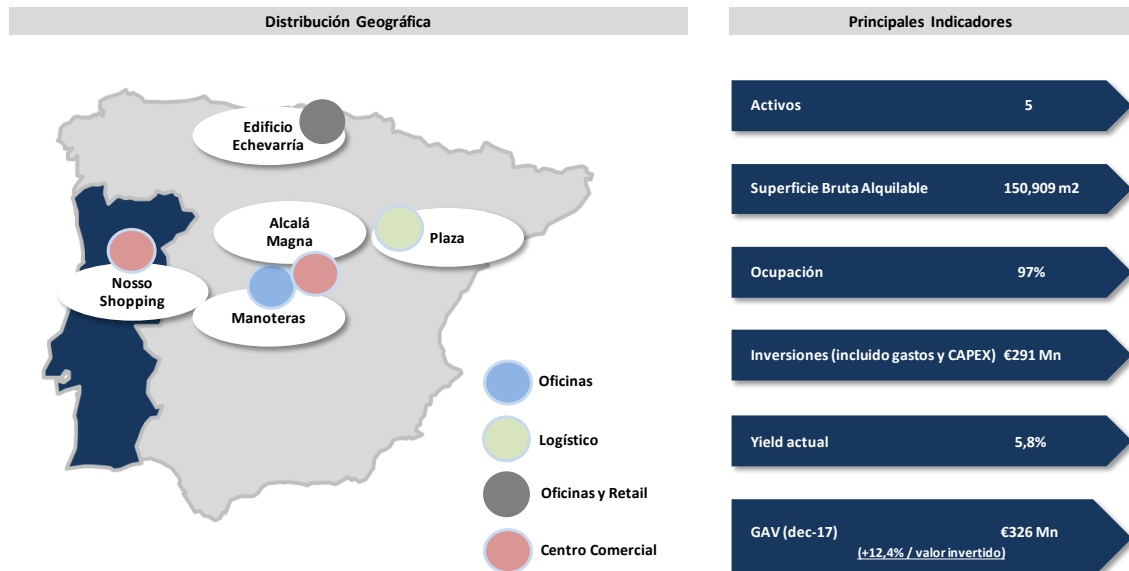 Distribución Geográfica
Edificio
Echevarría
Alcalá
Magna
Plaza
Nosso
Shopping
Manoteras
Oficinas
Logístico
Oficinas y Retail
Centro Comercial
Principales Indicadores
Activos 5
Superficie Bruta Alquilable 150,909 m2
Ocupación 97%
Inversiones (incluido gastos y CAPEX) €291 Mn
Yield actual 5,8%
GAV (dec-17) €326 Mn
(+12,4% / valor invertido)